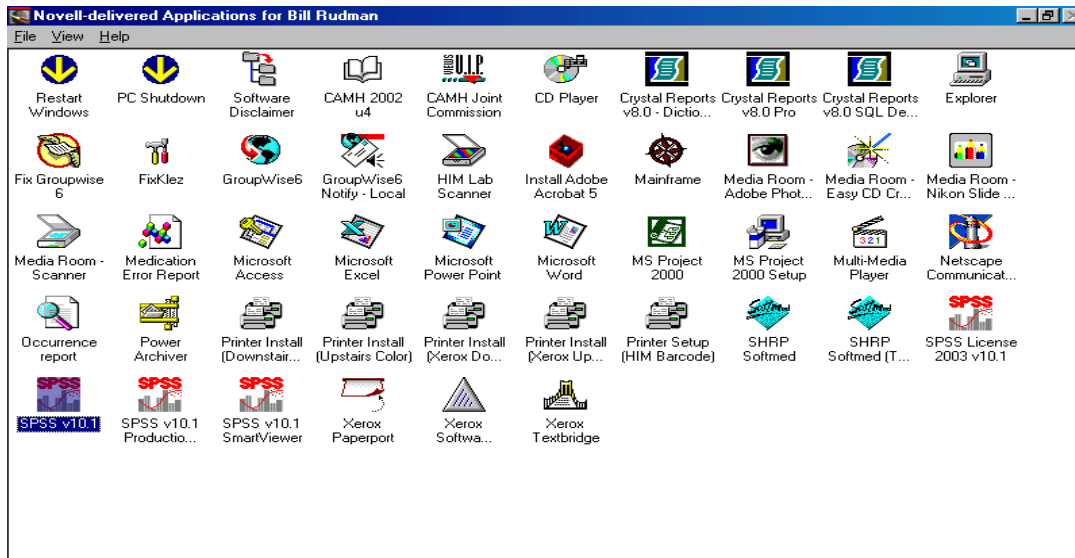 Novell-delivered Applications for Bill Rudman
File View Help
Restart Windows
PC Shutdown
Software Disclaimer
CAMH 2002 u4
U.I.P.
CAMH Joint Commission
CD Player
Crystal Reports v8.0 - Dictio...
Crystal Reports v8.0 Pro
Crystal Reports v8.0 SQL De...
Explorer
Fix Groupwise 6
FixKlez
GroupWise6
GroupWise6 Notify - Local
HIM Lab Scanner
Install Adobe Acrobat 5
Mainframe
Media Room - Adobe Phot...
Media Room - Easy CD Cr...
Media Room - Nikon Slide ...
Media Room - Scanner
Medication Error Report
Microsoft Access
Microsoft Excel
Microsoft Power Point
Microsoft Word
MS Project 2000
MS Project 2000 Setup
321
Multi-Media Player
Netscape Communicat...
Occurrence report
Power Archiver
Printer Install (Downstair...
Printer Install (Upstairs Color)
Printer Install (Xerox Do...
Printer Install (Xerox Up...
Printer Setup (HIM Barcode)
SoftMed
SHRP Softmed
SoftMed
SHRP Softmed (T...
SPSS
SPSS License 2003 v10.1
SPSS
SPSS v10.1
SPSS
SPSS v10.1 Productio...
SPSS
SPSS v10.1 SmartViewer
Xerox Paperport
Xerox Softwa...
Xerox Textbridge